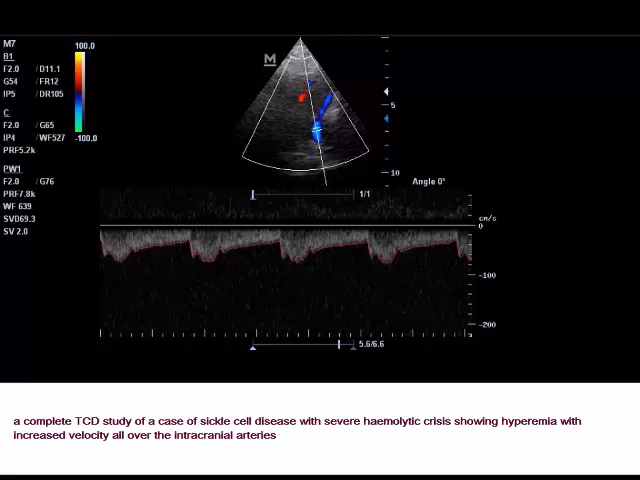 M7
B1
F2.0 /D11.1
G54 /FR12
IP5 /DR105
C
F2.0 /G65
IP4 /WF527
PRF5.2k
PW1
F2.0 /G76
PRF7.8k
WF 639
SVD69.3
SV 2.0
100.0
-100.0
M
5
10
Angle 0°
1/1
cm/s
0
-100
-200
5.6/6.6
a complete TCD study of a case of sickle cell disease with severe haemolytic crisis showing hyperemia with
increased velocity all over the intracranial arteries